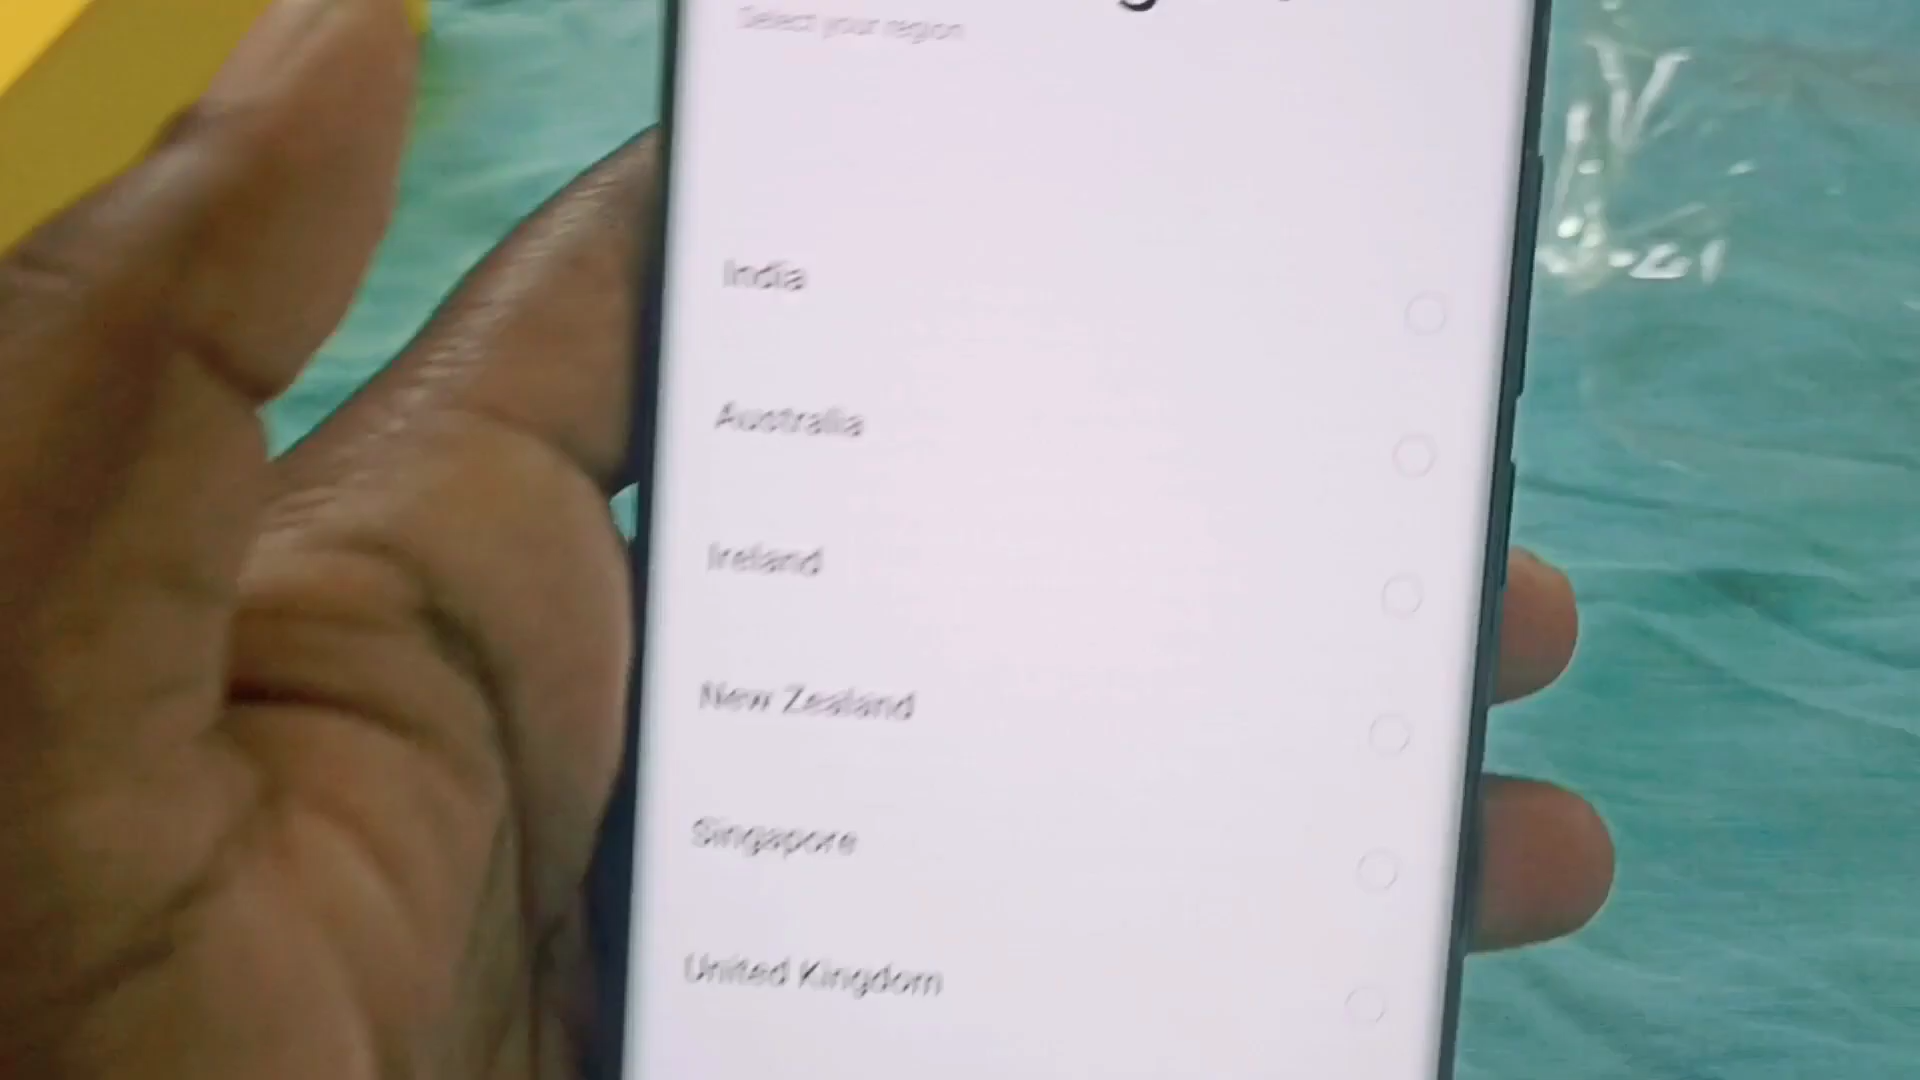 Select your region
India
Australia
Ireland
New Zealand
Singapore
United Kingdom